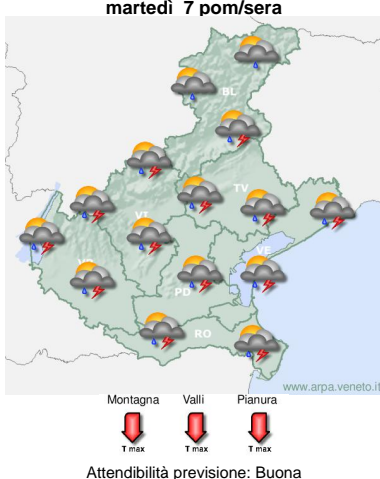 martedì 7 pom/sera
BL
TV
VI
VR
VE
PD
RO
www.arpa.veneto.it
Montagna Valli Pianura
T max T max T max
Attendibilità previsione: Buona